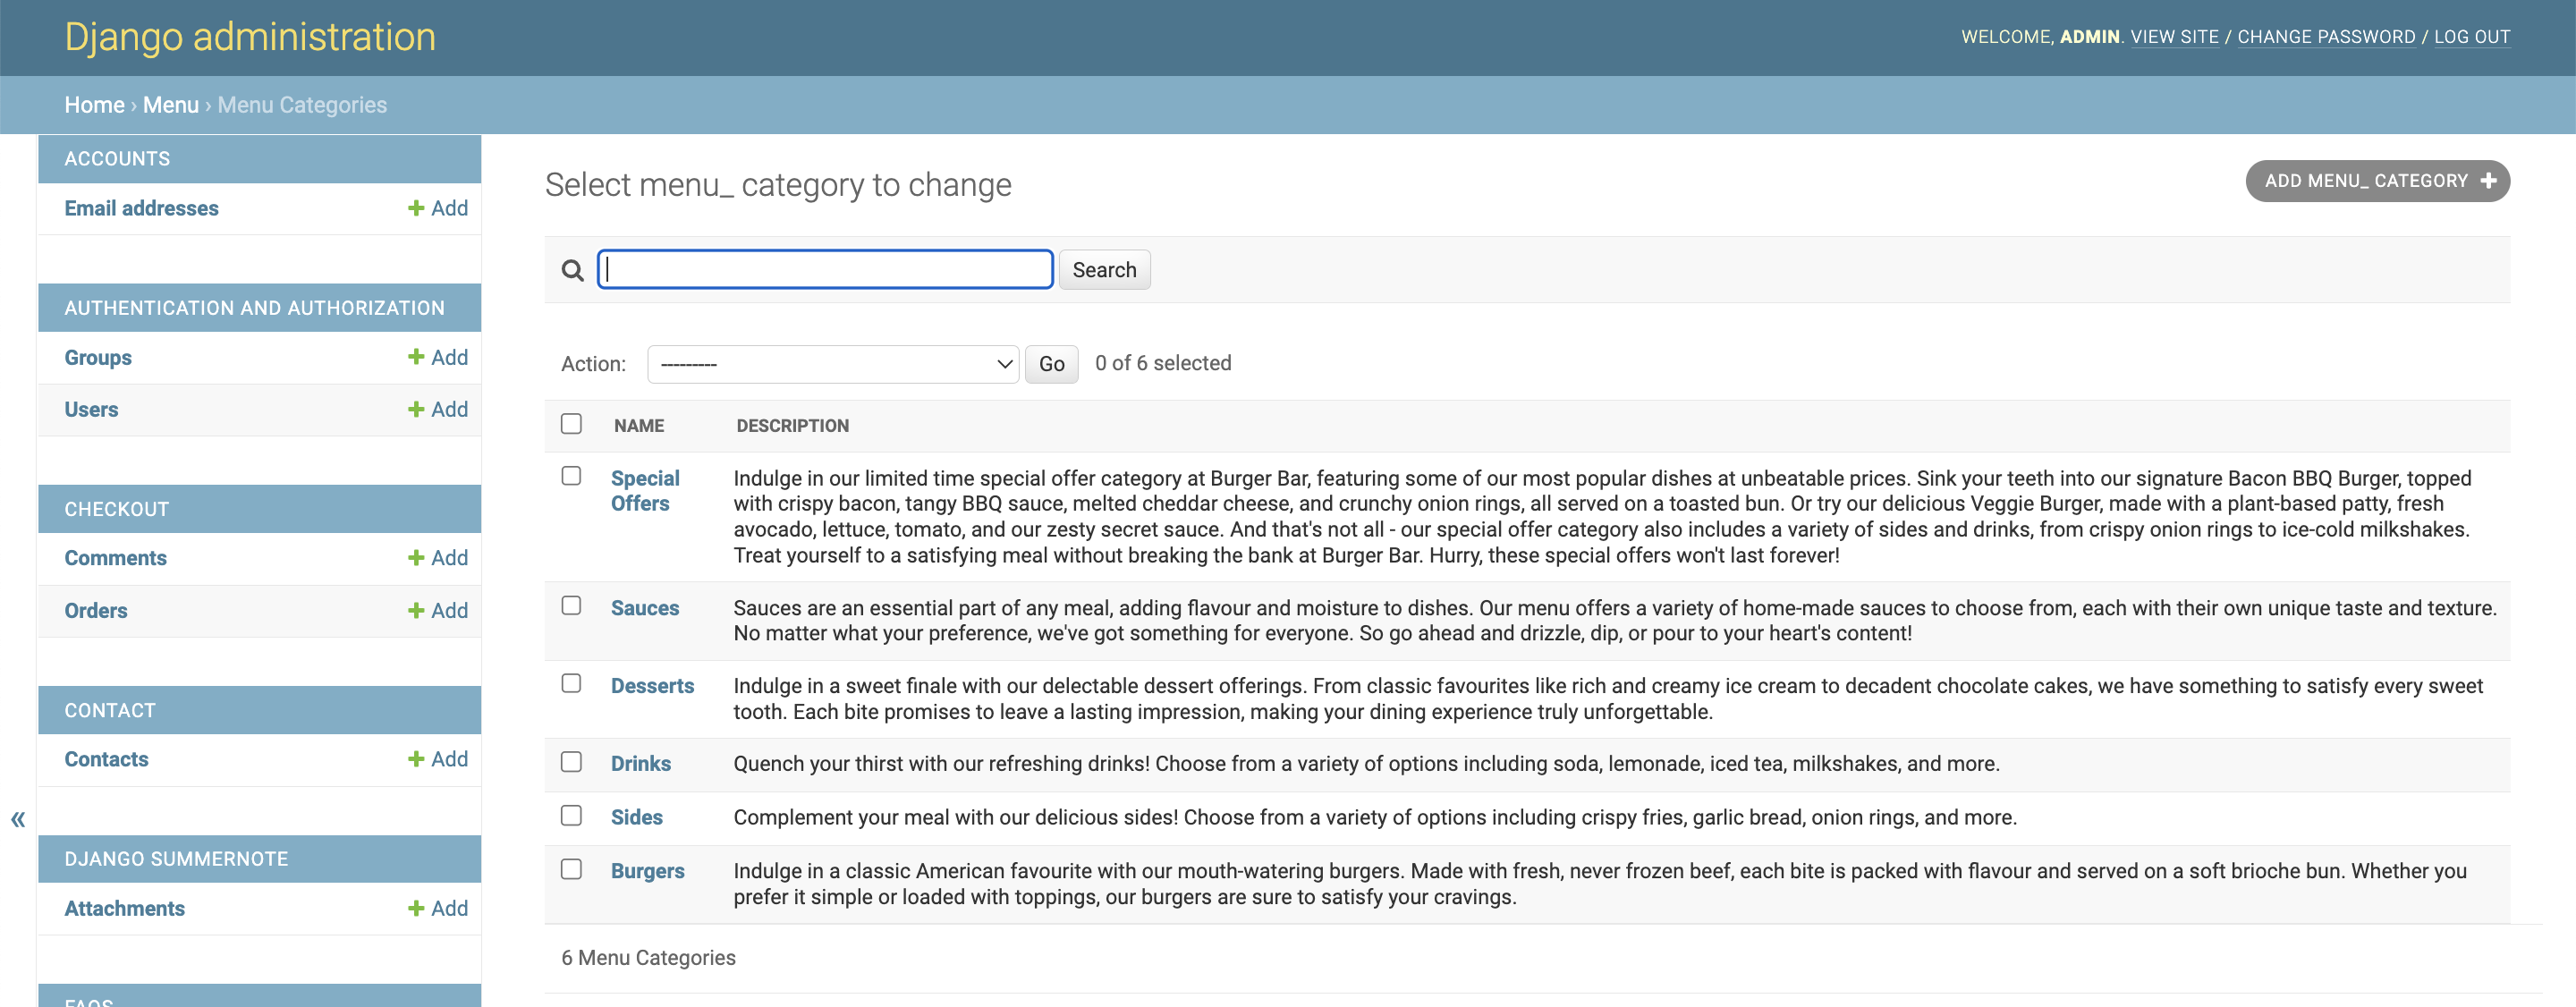 Django administration
WELCOME, ADMIN. VIEW SITE / CHANGE PASSWORD / LOG OUT
Home › Menu › Menu Categories
ACCOUNTS
Email addresses + Add
AUTHENTICATION AND AUTHORIZATION
Groups + Add
Users + Add
CHECKOUT
Comments + Add
Orders + Add
CONTACT
Contacts + Add
«
DJANGO SUMMERNOTE
Attachments + Add
FAQS
Select menu_ category to change
ADD MENU_ CATEGORY +
Search
Action: --------- Go 0 of 6 selected
NAME DESCRIPTION
Special Indulge in our limited time special offer category at Burger Bar, featuring some of our most popular dishes at unbeatable prices. Sink your teeth into our signature Bacon BBQ Burger, topped
Offers with crispy bacon, tangy BBQ sauce, melted cheddar cheese, and crunchy onion rings, all served on a toasted bun. Or try our delicious Veggie Burger, made with a plant-based patty, fresh
avocado, lettuce, tomato, and our zesty secret sauce. And that's not all - our special offer category also includes a variety of sides and drinks, from crispy onion rings to ice-cold milkshakes.
Treat yourself to a satisfying meal without breaking the bank at Burger Bar. Hurry, these special offers won't last forever!
Sauces Sauces are an essential part of any meal, adding flavour and moisture to dishes. Our menu offers a variety of home-made sauces to choose from, each with their own unique taste and texture.
No matter what your preference, we've got something for everyone. So go ahead and drizzle, dip, or pour to your heart's content!
Desserts Indulge in a sweet finale with our delectable dessert offerings. From classic favourites like rich and creamy ice cream to decadent chocolate cakes, we have something to satisfy every sweet
tooth. Each bite promises to leave a lasting impression, making your dining experience truly unforgettable.
Drinks Quench your thirst with our refreshing drinks! Choose from a variety of options including soda, lemonade, iced tea, milkshakes, and more.
Sides Complement your meal with our delicious sides! Choose from a variety of options including crispy fries, garlic bread, onion rings, and more.
Burgers Indulge in a classic American favourite with our mouth-watering burgers. Made with fresh, never frozen beef, each bite is packed with flavour and served on a soft brioche bun. Whether you
prefer it simple or loaded with toppings, our burgers are sure to satisfy your cravings.
6 Menu Categories